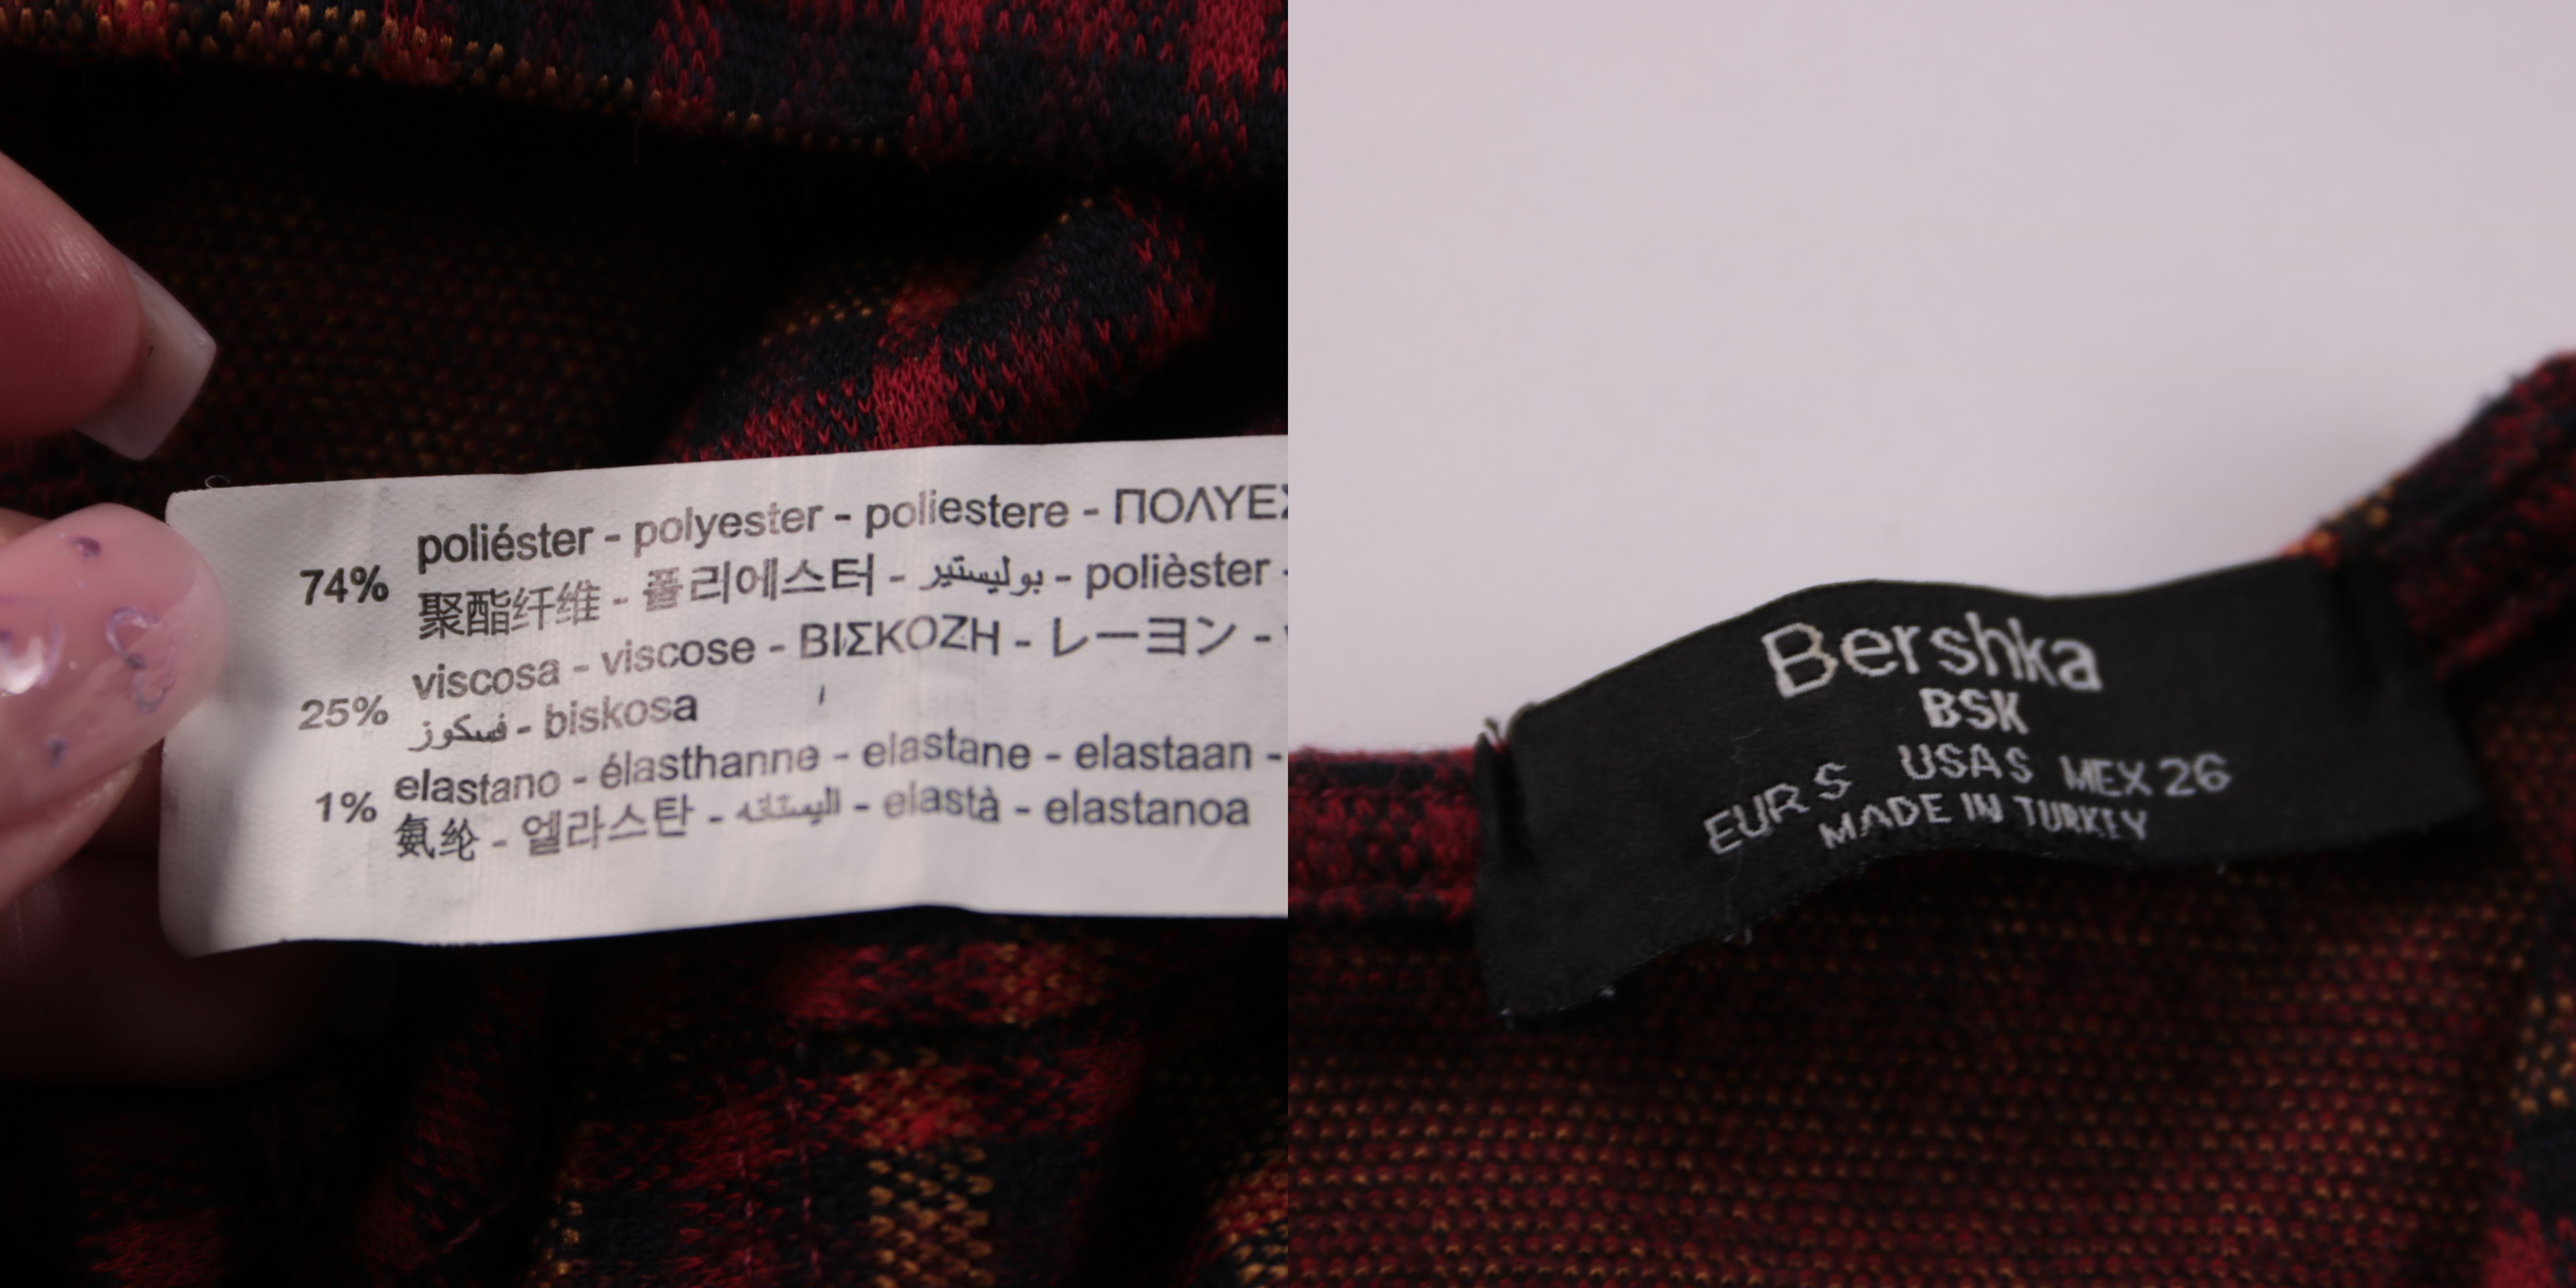 74%
poliéster - polyester - poliestere - ΠΟΛΥΕΣ
聚酯纤维 - 폴리에스터 - بوليستير - polièster -
25%
viscosa - viscose - ΒΙΣΚΟΖΗ - レーヨン -
فسكوز - biskosa
1%
elastano - élasthanne - elastane - elastaan -
氨纶 - 엘라스탄 - اليستانه - elastà - elastanoa
Bershka
BSK
EUR S USA S MEX 26
MADE IN TURKEY